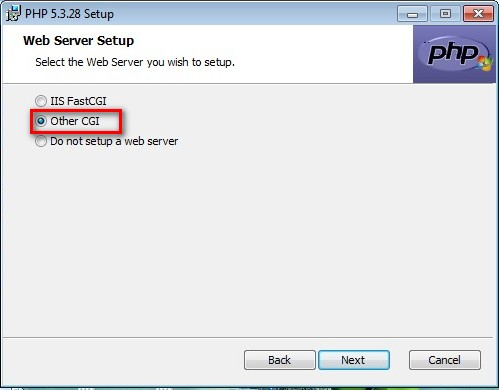 PHP 5.3.28 Setup
Web Server Setup
Select the Web Server you wish to setup.
php
IIS FastCGI
Other CGI
Do not setup a web server
Back Next Cancel